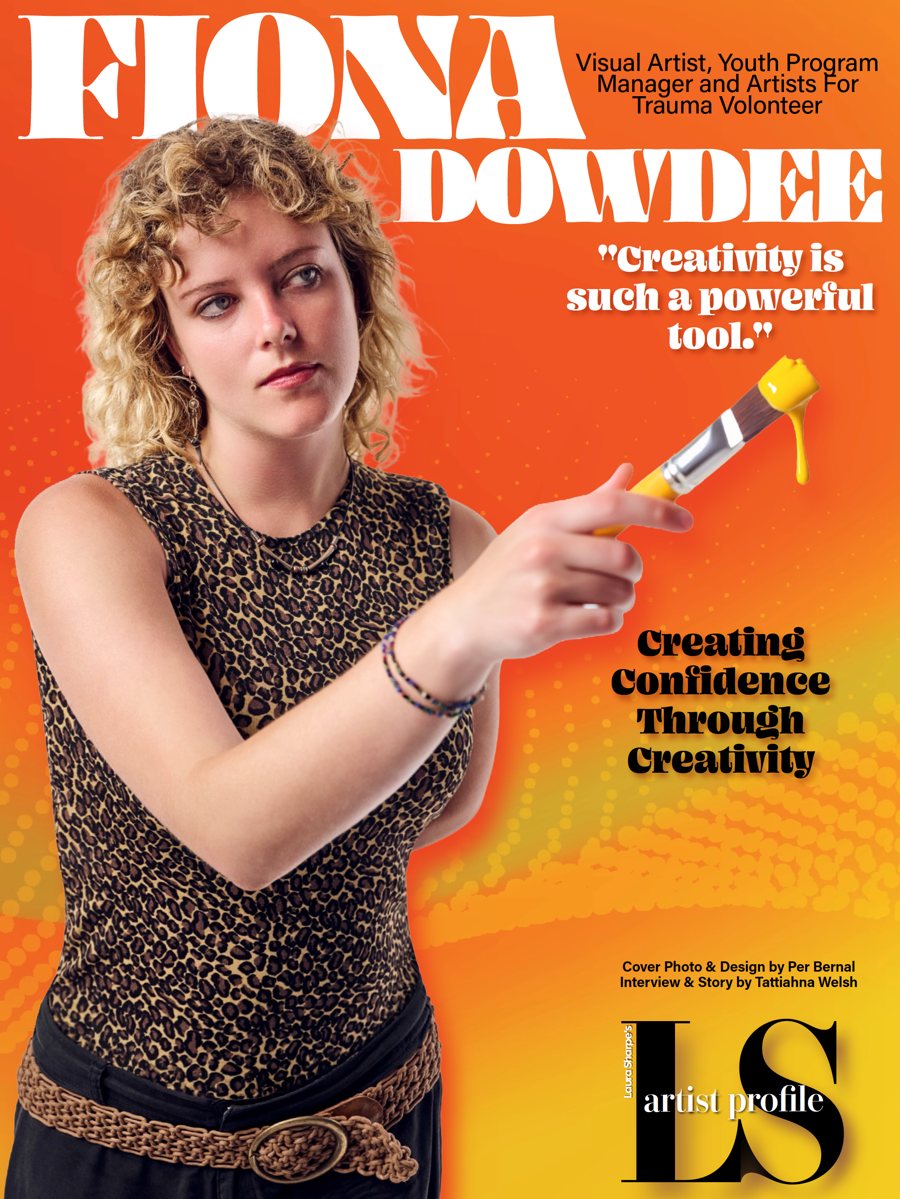 FIONA
Visual Artist, Youth Program
Manager and Artists For
Trauma Volonteer
DOWDEE
"Creativity is
such a powerful
tool."
Creating
Confidence
Through
Creativity
Cover Photo & Design by Per Bernal
Interview & Story by Tattiahna Welsh
Laura Sharpe's
LS
artist profile